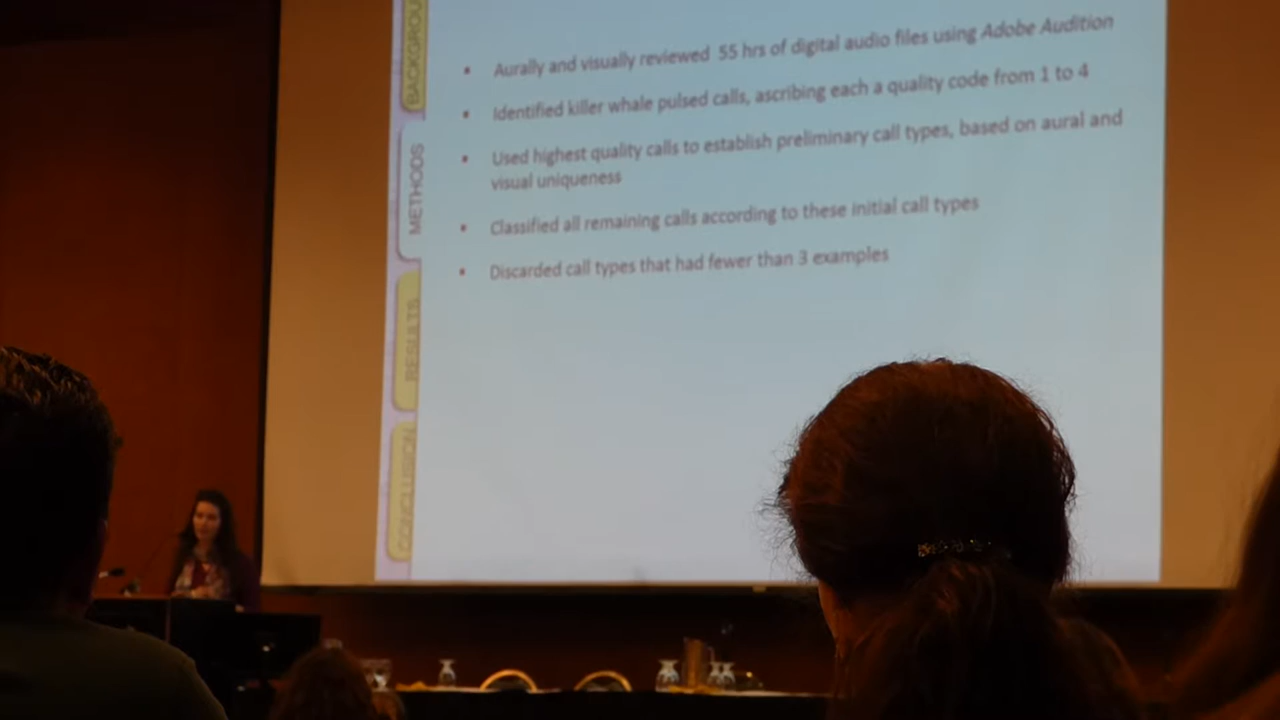 BACKGROU
METHODS
RESULTS
CONCLUSION
• Aurally and visually reviewed 55 hrs of digital audio files using Adobe Audition
• Identified killer whale pulsed calls, ascribing each a quality code from 1 to 4
• Used highest quality calls to establish preliminary call types, based on aural and
visual uniqueness
• Classified all remaining calls according to these initial call types
• Discarded call types that had fewer than 3 examples